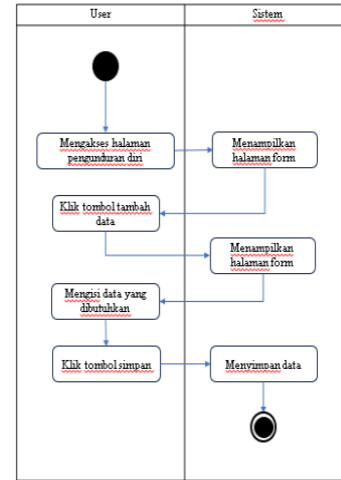 User
Sistem
Mengakses halaman
pengunduran diri
Menampilkan
halaman form
Klik tombol tambah
data
Menampilkan
halaman form
Mengisi data yang
dibutuhkan
Klik tombol simpan
Menyimpan data